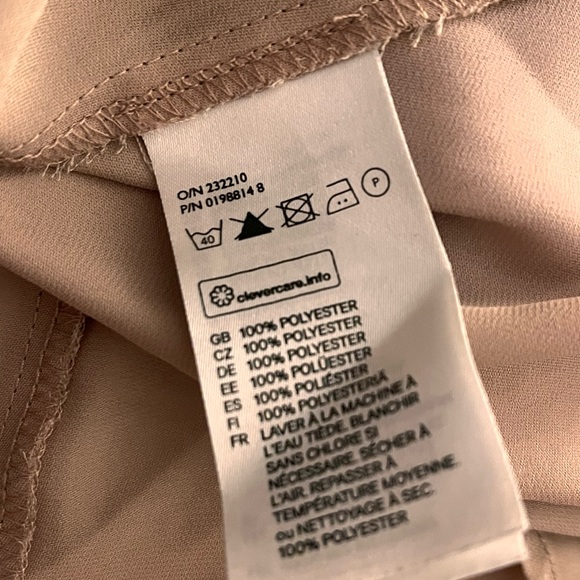 O/N 232210
P/N 0198814 8
40
P
clevercare.info
GB 100% POLYESTER
CZ 100% POLYESTER
DE 100% POLYESTER
EE 100% POLÜESTER
ES 100% POLIÉSTER
FI 100% POLYESTERIÄ
FR LAVER À LA MACHINE À
L'EAU TIÈDE. BLANCHIR
SANS CHLORE SI
NÉCESSAIRE. SÉCHER À
L'AIR. REPASSER À
TEMPÉRATURE MOYENNE.
ou NETTOYAGE À SEC.
100% POLYESTER